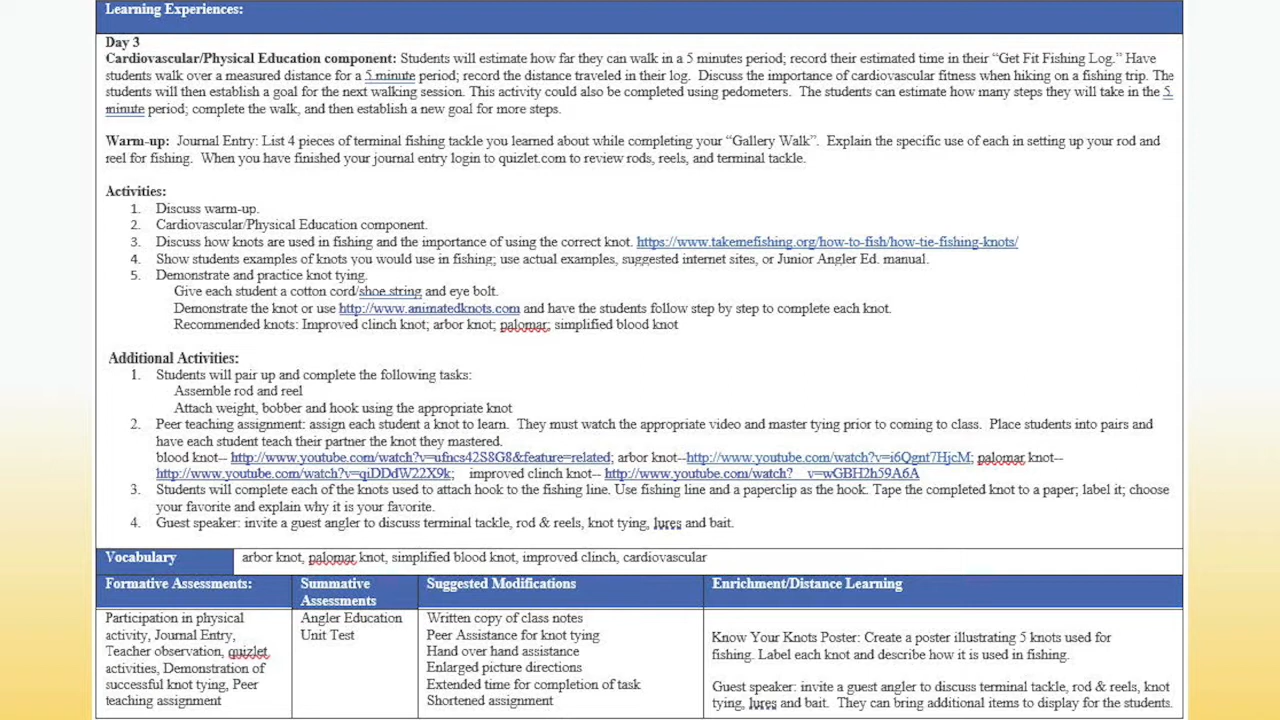 Learning Experiences:
Day 3
Cardiovascular/Physical Education component: Students will estimate how far they can walk in a 5 minutes period; record their estimated time in their “Get Fit Fishing Log.” Have
students walk over a measured distance for a 5 minute period; record the distance traveled in their log. Discuss the importance of cardiovascular fitness when hiking on a fishing trip. The
students will then establish a goal for the next walking session. This activity could also be completed using pedometers. The students can estimate how many steps they will take in the 5
minute period; complete the walk, and then establish a new goal for more steps.
Warm-up: Journal Entry: List 4 pieces of terminal fishing tackle you learned about while completing your “Gallery Walk”. Explain the specific use of each in setting up your rod and
reel for fishing. When you have finished your journal entry login to quizlet.com to review rods, reels, and terminal tackle.
Activities:
1. Discuss warm-up.
2. Cardiovascular/Physical Education component.
3. Discuss how knots are used in fishing and the importance of using the correct knot. https://www.takemefishing.org/how-to-fish/how-tie-fishing-knots/
4. Show students examples of knots you would use in fishing; use actual examples, suggested internet sites, or Junior Angler Ed. manual.
5. Demonstrate and practice knot tying.
Give each student a cotton cord/shoe string and eye bolt.
Demonstrate the knot or use http://www.animatedknots.com and have the students follow step by step to complete each knot.
Recommended knots: Improved clinch knot; arbor knot; palomar; simplified blood knot
Additional Activities:
1. Students will pair up and complete the following tasks:
Assemble rod and reel
Attach weight, bobber and hook using the appropriate knot
2. Peer teaching assignment: assign each student a knot to learn. They must watch the appropriate video and master tying prior to coming to class. Place students into pairs and
have each student teach their partner the knot they mastered.
blood knot-- http://www.youtube.com/watch?v=ufncs42S8G8&feature=related; arbor knot--http://www.youtube.com/watch?v=i6Qgnt7HjcM; palomar knot--
http://www.youtube.com/watch?v=qiDDdW22X9k; improved clinch knot-- http://www.youtube.com/watch? v=wGBH2h59A6A
3. Students will complete each of the knots used to attach hook to the fishing line. Use fishing line and a paperclip as the hook. Tape the completed knot to a paper; label it; choose
your favorite and explain why it is your favorite.
4. Guest speaker: invite a guest angler to discuss terminal tackle, rod & reels, knot tying, lures and bait.
Vocabulary arbor knot, palomar knot, simplified blood knot, improved clinch, cardiovascular
Formative Assessments:
Participation in physical
activity, Journal Entry,
Teacher observation, quizlet
activities, Demonstration of
successful knot tying, Peer
teaching assignment
Summative
Assessments
Angler Education
Unit Test
Suggested Modifications
Written copy of class notes
Peer Assistance for knot tying
Hand over hand assistance
Enlarged picture directions
Extended time for completion of task
Shortened assignment
Enrichment/Distance Learning
Know Your Knots Poster: Create a poster illustrating 5 knots used for
fishing. Label each knot and describe how it is used in fishing.
Guest speaker: invite a guest angler to discuss terminal tackle, rod & reels, knot
tying, lures and bait. They can bring additional items to display for the students.